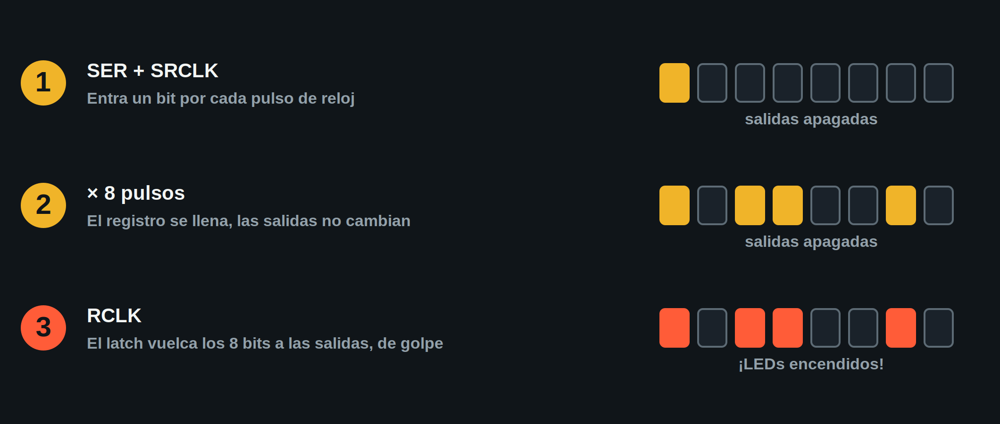 1
SER + SRCLK
Entra un bit por cada pulso de reloj
salidas apagadas
2
× 8 pulsos
El registro se llena, las salidas no cambian
salidas apagadas
3
RCLK
El latch vuelca los 8 bits a las salidas, de golpe
¡LEDs encendidos!